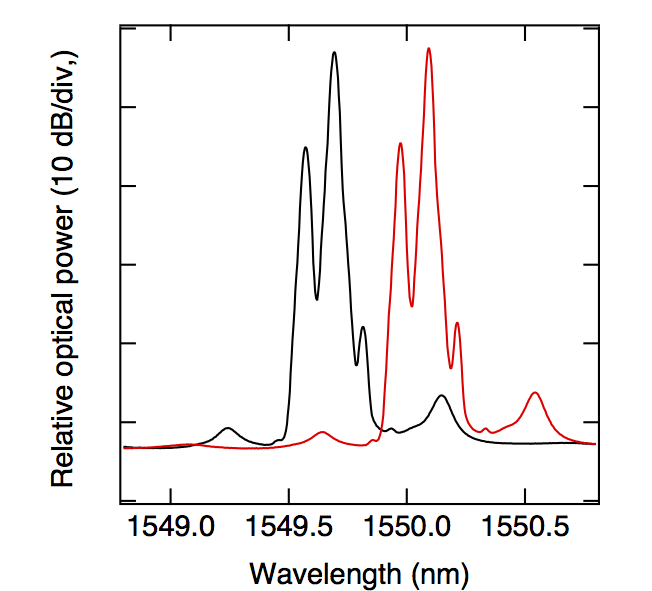 Relative optical power (10 dB/div,)
1549.0 1549.5 1550.0 1550.5
Wavelength (nm)